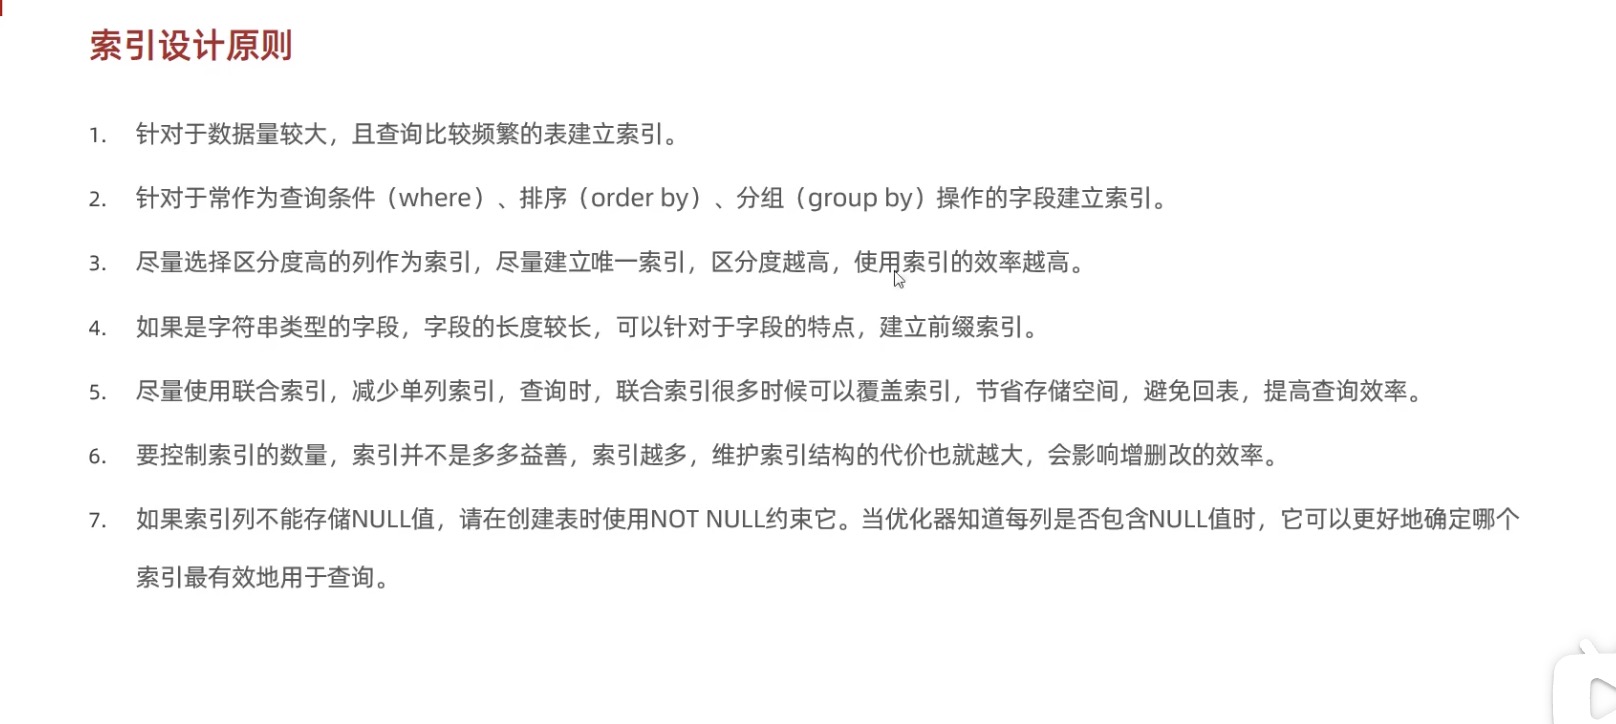 索引设计原则
1. 针对于数据量较大，且查询比较频繁的表建立索引。
2. 针对于常作为查询条件（where）、排序（order by）、分组（group by）操作的字段建立索引。
3. 尽量选择区分度高的列作为索引，尽量建立唯一索引，区分度越高，使用索引的效率越高。
4. 如果是字符串类型的字段，字段的长度较长，可以针对于字段的特点，建立前缀索引。
5. 尽量使用联合索引，减少单列索引，查询时，联合索引很多时候可以覆盖索引，节省存储空间，避免回表，提高查询效率。
6. 要控制索引的数量，索引并不是多多益善，索引越多，维护索引结构的代价也就越大，会影响增删改的效率。
7. 如果索引列不能存储NULL值，请在创建表时使用NOT NULL约束它。当优化器知道每列是否包含NULL值时，它可以更好地确定哪个
索引最有效地用于查询。